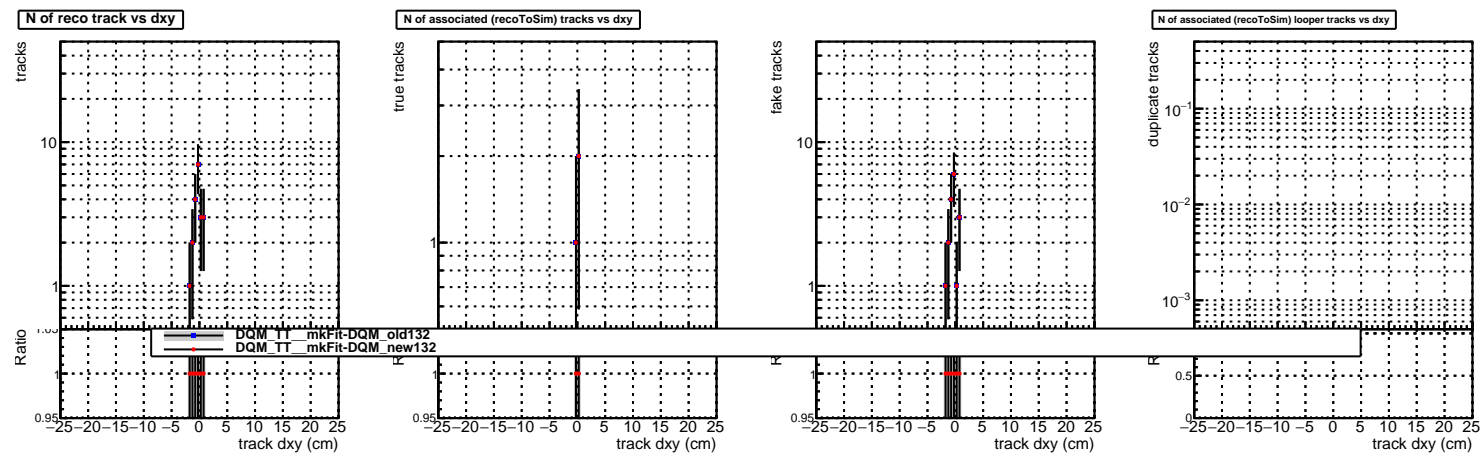 N of reco track vs dxy
tracks
10
1
Ratio
1
0.95
−25 −20 −15 −10 −5 0 5 10 15 20 25
track dxy (cm)
N of associated (recoToSim) tracks vs dxy
true tracks
1
1
0.95
−25 −20 −15 −10 −5 0 5 10 15 20 25
track dxy (cm)
fake tracks
10
1
1
0.95
−25 −20 −15 −10 −5 0 5 10 15 20 25
track dxy (cm)
N of associated (recoToSim) looper tracks vs dxy
duplicate tracks
10−1
10−2
10−3
0.5
0
−25 −20 −15 −10 −5 0 5 10 15 20 25
track dxy (cm)
DQM_TT__mkFit-DQM_old132
DQM_TT__mkFit-DQM_new132